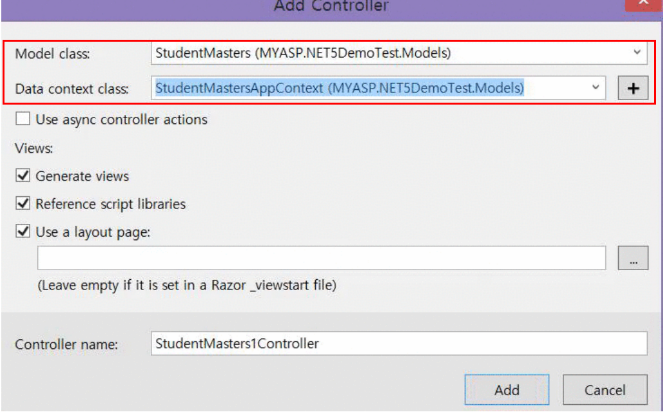 Add Controller
Model class: StudentMasters (MYASP.NET5DemoTest.Models)
Data context class: StudentMastersAppContext (MYASP.NET5DemoTest.Models) +
Use async controller actions
Views:
Generate views
Reference script libraries
Use a layout page:
...
(Leave empty if it is set in a Razor _viewstart file)
Controller name: StudentMasters1Controller
Add Cancel